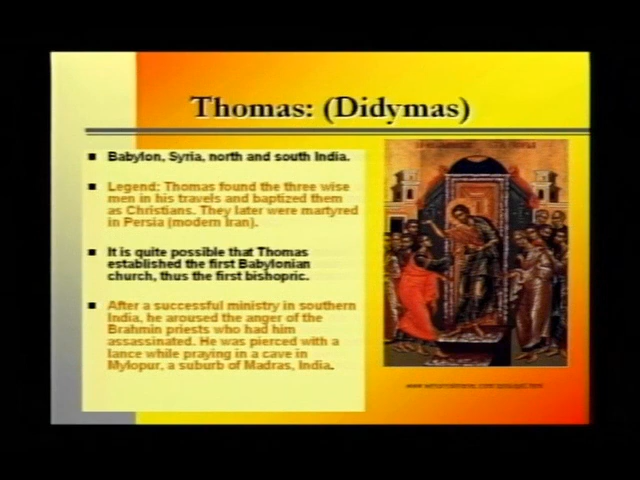 Thomas: (Didymas)
Babylon, Syria, north and south India.
Legend: Thomas found the three wise
men in his travels and baptized them
as Christians. They later were martyred
in Persia (modern Iran).
It is quite possible that Thomas
established the first Babylonian
church, thus the first bishopric.
After a successful ministry in southern
India, he aroused the anger of the
Brahmin priests who had him
assassinated. He was pierced with a
lance while praying in a cave in
Mylopur, a suburb of Madras, India.